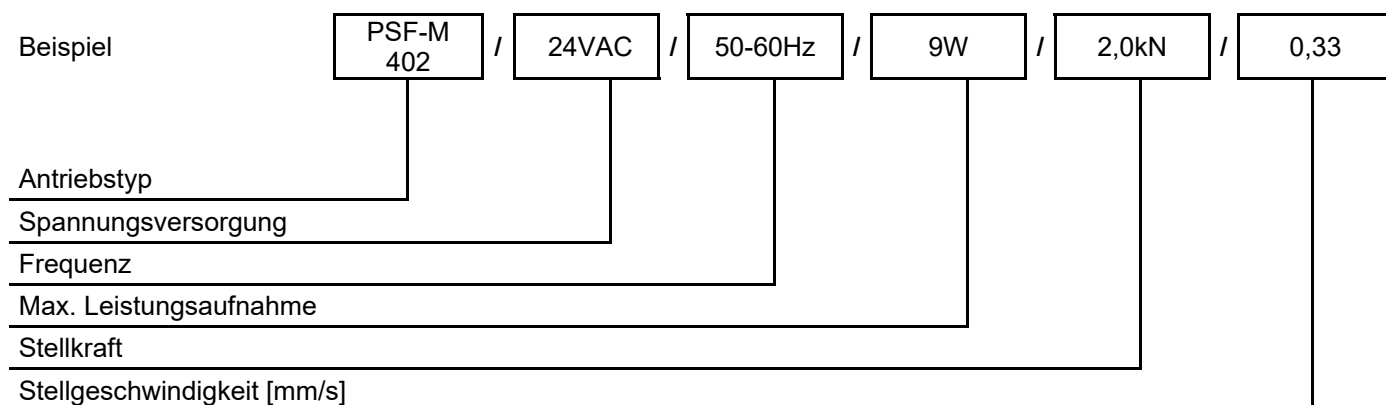 Beispiel PSF-M 402 / 24VAC / 50-60Hz / 9W / 2,0kN / 0,33
Antriebstyp
Spannungsversorgung
Frequenz
Max. Leistungsaufnahme
Stellkraft
Stellgeschwindigkeit [mm/s]